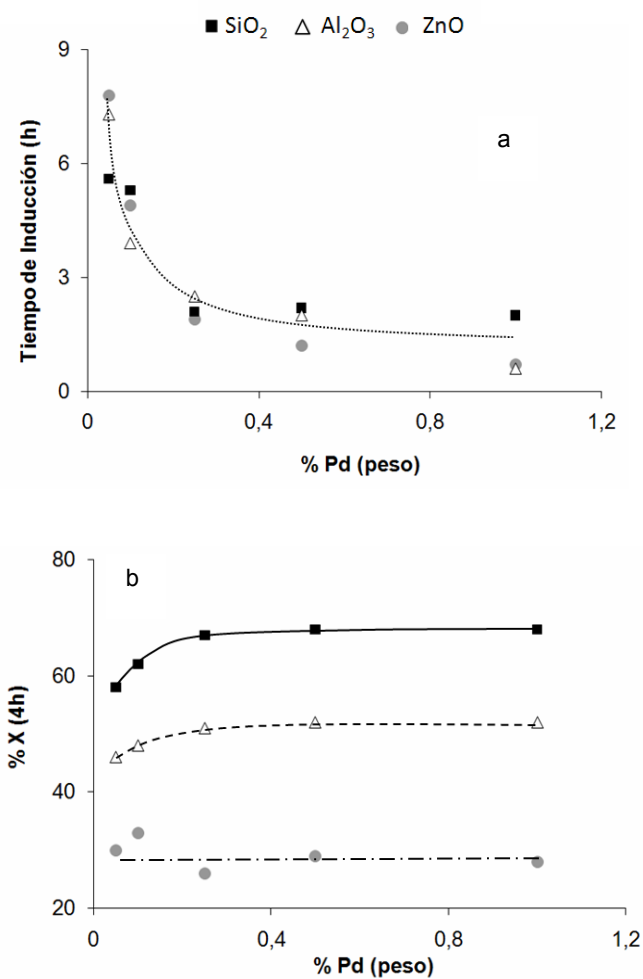 SiO₂ Al₂O₃ ZnO
9
a
6
3
0
Tiempo de Inducción (h)
0 0,4 0,8 1,2
% Pd (peso)
80
b
60
40
20
% X (4h)
0 0,4 0,8 1,2
% Pd (peso)